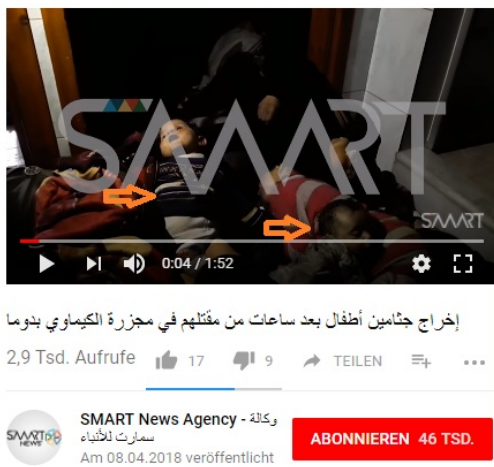 SMART
SMART
0:04 / 1:52
إخراج جثامين أطفال بعد ساعات من مقتلهم في مجزرة الكيماوي بدوما
2,9 Tsd. Aufrufe 17 9 TEILEN
SMART NEWS
SMART News Agency - وكالة
سمارت للأنباء
Am 08.04.2018 veröffentlicht
ABONNIEREN 46 TSD.